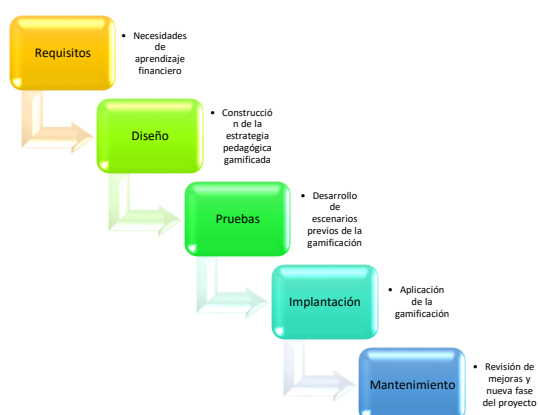 Requisitos
• Necesidades
de
aprendizaje
financiero
Diseño
• Construcció
n de la
estrategia
pedagógica
gamificada
Pruebas
• Desarrollo
de
escenarios
previos de la
gamificación
Implantación
• Aplicación
de la
gamificación
Mantenimiento
• Revisión de
mejoras y
nueva fase
del proyecto